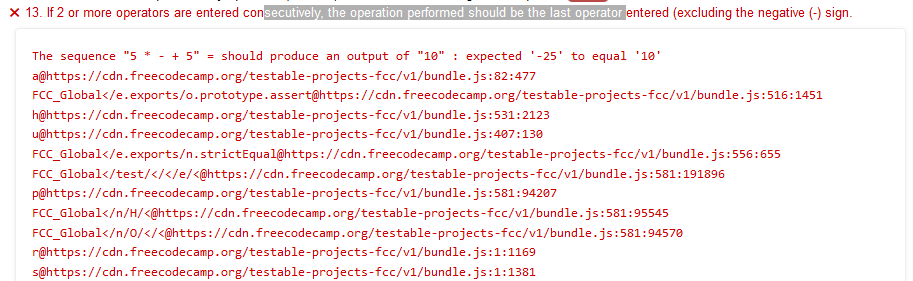 ✕ 13. If 2 or more operators are entered consecutively, the operation performed should be the last operator entered (excluding the negative (-) sign.
The sequence "5 * - + 5" = should produce an output of "10" : expected '-25' to equal '10'
a@https://cdn.freecodecamp.org/testable-projects-fcc/v1/bundle.js:82:477
FCC_Global</e.exports/o.prototype.assert@https://cdn.freecodecamp.org/testable-projects-fcc/v1/bundle.js:516:1451
h@https://cdn.freecodecamp.org/testable-projects-fcc/v1/bundle.js:531:2123
u@https://cdn.freecodecamp.org/testable-projects-fcc/v1/bundle.js:407:130
FCC_Global</e.exports/n.strictEqual@https://cdn.freecodecamp.org/testable-projects-fcc/v1/bundle.js:556:655
FCC_Global</test/</</e/<@https://cdn.freecodecamp.org/testable-projects-fcc/v1/bundle.js:581:191896
p@https://cdn.freecodecamp.org/testable-projects-fcc/v1/bundle.js:581:94207
FCC_Global</n/H/<@https://cdn.freecodecamp.org/testable-projects-fcc/v1/bundle.js:581:95545
FCC_Global</n/O/</<@https://cdn.freecodecamp.org/testable-projects-fcc/v1/bundle.js:581:94570
r@https://cdn.freecodecamp.org/testable-projects-fcc/v1/bundle.js:1:1169
s@https://cdn.freecodecamp.org/testable-projects-fcc/v1/bundle.js:1:1381